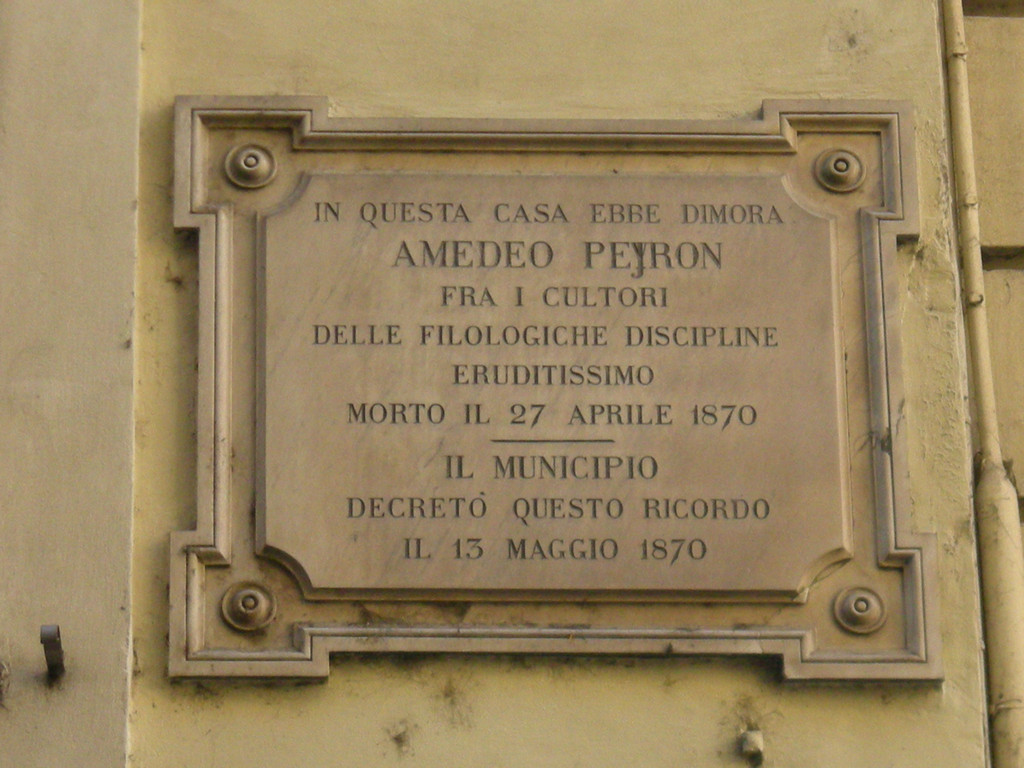 IN QUESTA CASA EBBE DIMORA
AMEDEO PEYRON
FRA I CULTORI
DELLE FILOLOGICHE DISCIPLINE
ERUDITISSIMO
MORTO IL 27 APRILE 1870
IL MUNICIPIO
DECRETÒ QUESTO RICORDO
IL 13 MAGGIO 1870